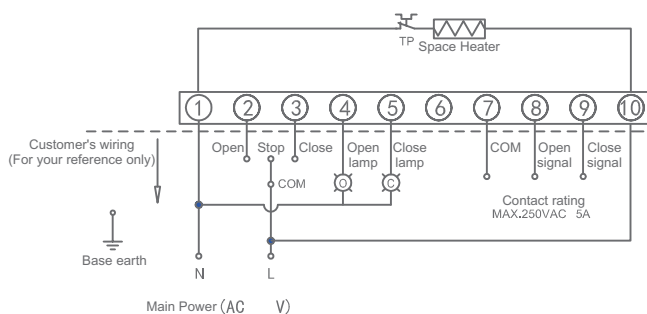 TP
Space Heater
1 2 3 4 5 6 7 8 9 10
Customer's wiring
(For your reference only)
Open Stop Close Open lamp Close lamp COM Open signal Close signal
COM
O C
Contact rating
MAX.250VAC 5A
Base earth
N L
Main Power (AC V)